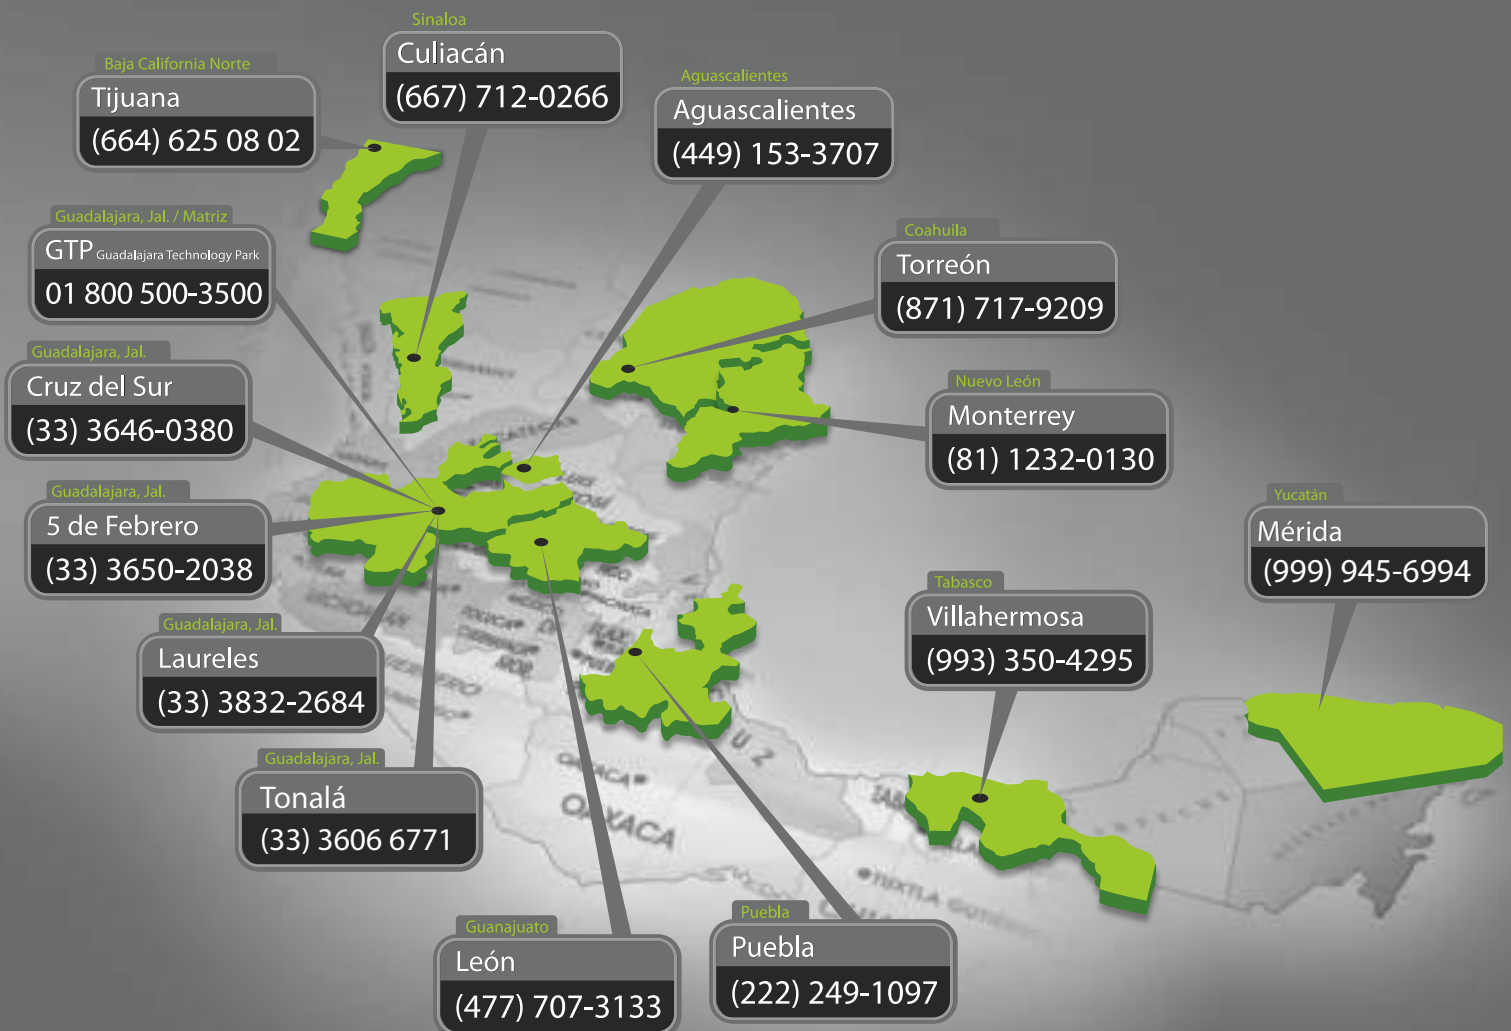 Sinaloa
Culiacán
(667) 712-0266
Baja California Norte
Tijuana
(664) 625 08 02
Aguascalientes
Aguascalientes
(449) 153-3707
Guadalajara, Jal. / Matriz
GTP Guadalajara Technology Park
01 800 500-3500
Coahuila
Torreón
(871) 717-9209
Guadalajara, Jal.
Cruz del Sur
(33) 3646-0380
Nuevo León
Monterrey
(81) 1232-0130
Guadalajara, Jal.
5 de Febrero
(33) 3650-2038
Yucatán
Mérida
(999) 945-6994
Tabasco
Villahermosa
(993) 350-4295
Guadalajara, Jal.
Laureles
(33) 3832-2684
Guadalajara, Jal.
Tonalá
(33) 3606 6771
OAXACA
OAXACA
TUXTLA
Guanajuato
León
(477) 707-3133
Puebla
Puebla
(222) 249-1097